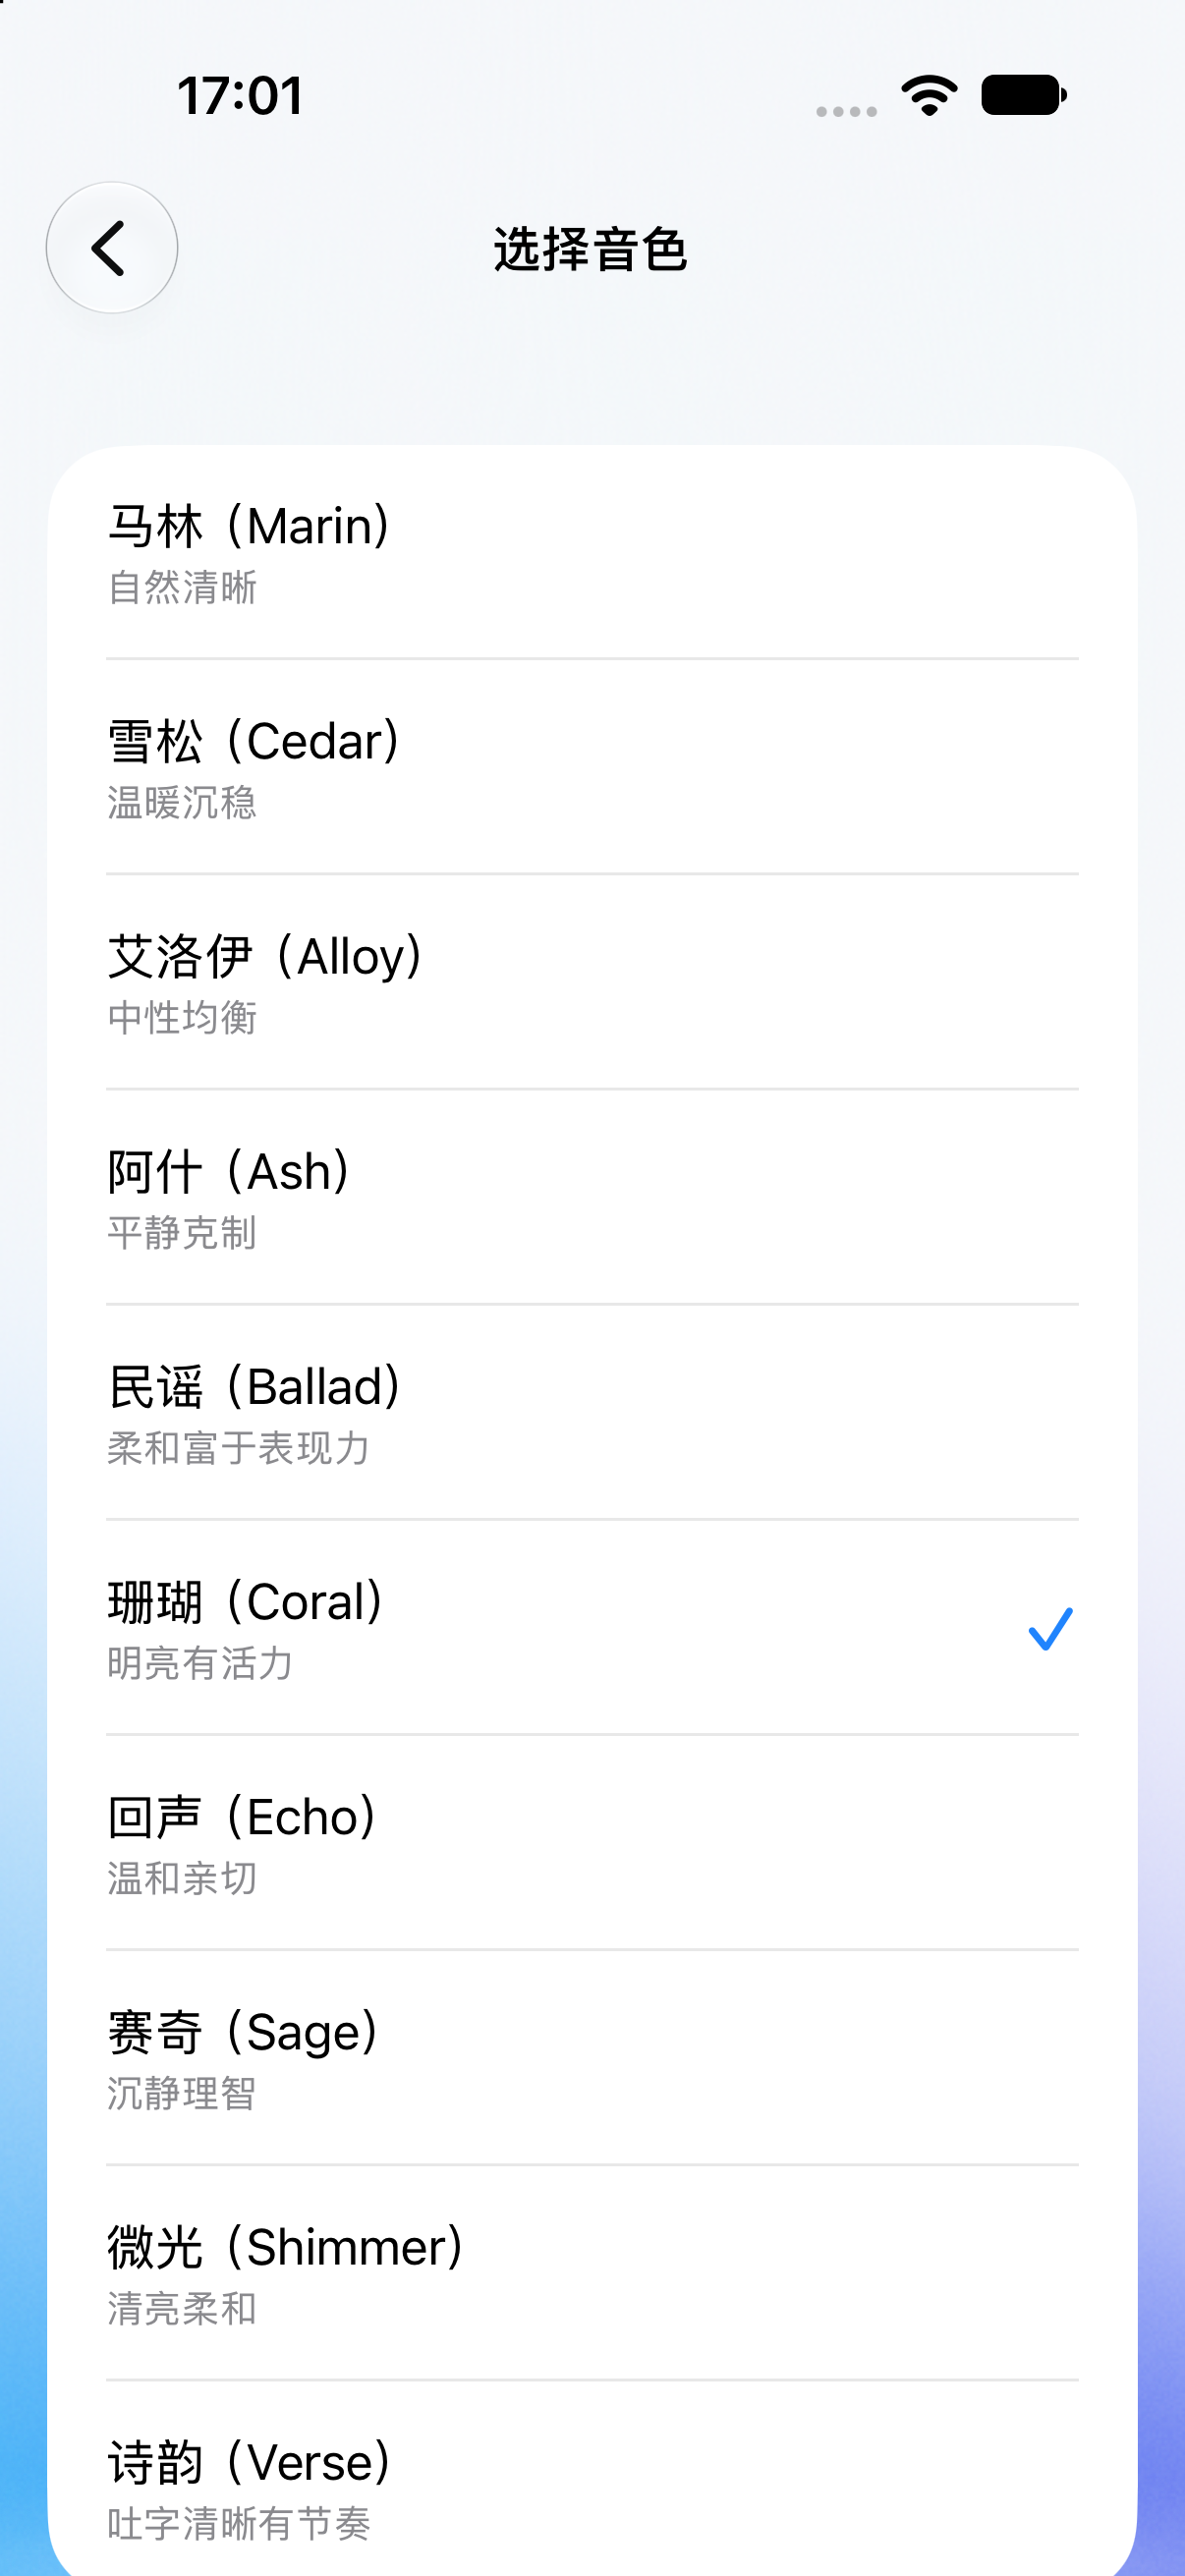 17:01
选择音色
马林（Marin）
自然清晰
雪松（Cedar）
温暖沉稳
艾洛伊（Alloy）
中性均衡
阿什（Ash）
平静克制
民谣（Ballad）
柔和富于表现力
珊瑚（Coral）
明亮有活力
回声（Echo）
温和亲切
赛奇（Sage）
沉静理智
微光（Shimmer）
清亮柔和
诗韵（Verse）
吐字清晰有节奏